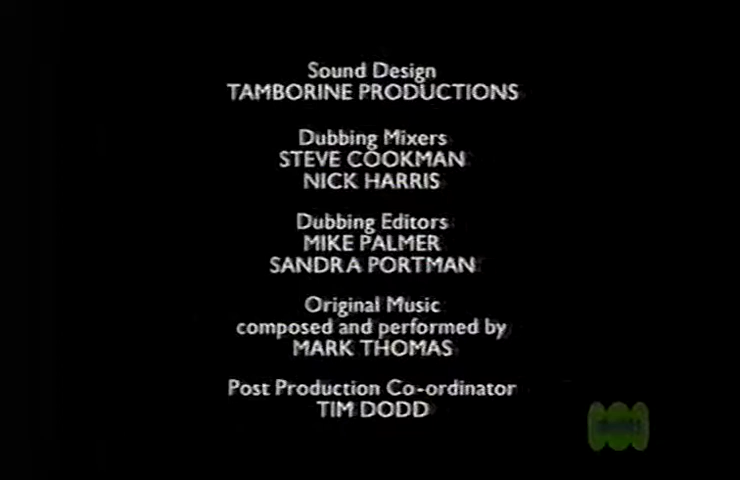 Sound Design
TAMBORINE PRODUCTIONS
Dubbing Mixers
STEVE COOKMAN
NICK HARRIS
Dubbing Editors
MIKE PALMER
SANDRA PORTMAN
Original Music
composed and performed by
MARK THOMAS
Post Production Co-ordinator
TIM DODD